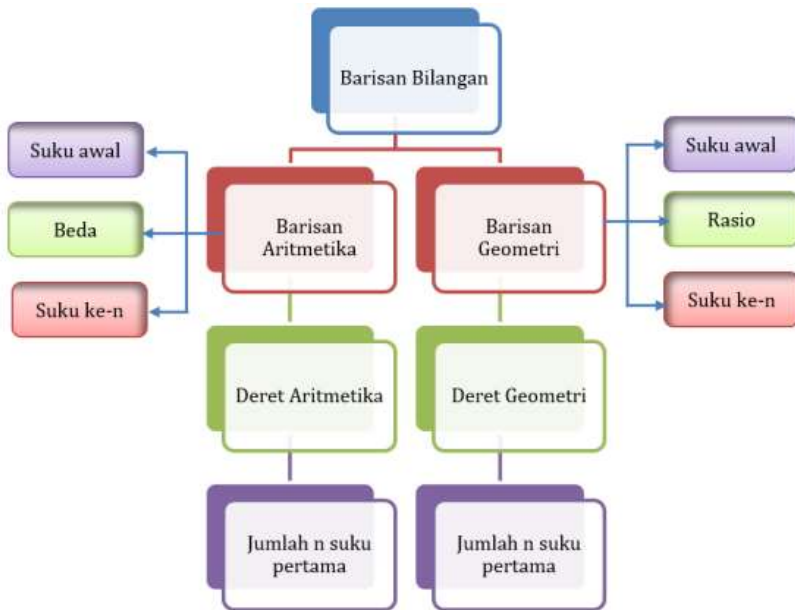 Barisan Bilangan
Suku awal
Beda
Suku ke-n
Barisan
Aritmetika
Barisan
Geometri
Suku awal
Rasio
Suku ke-n
Deret Aritmetika
Deret Geometri
Jumlah n suku
pertama
Jumlah n suku
pertama